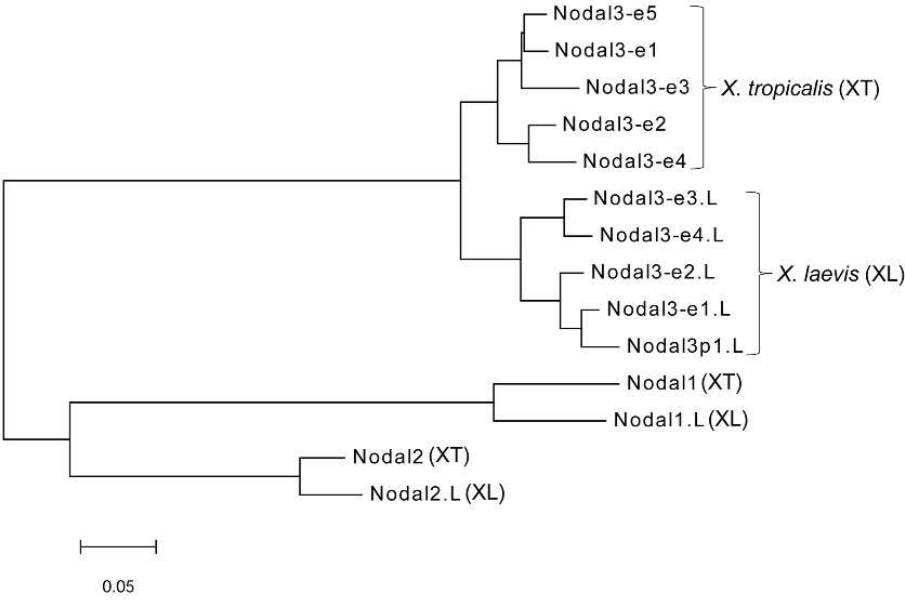 Nodal3-e5
Nodal3-e1
Nodal3-e3
X. tropicalis (XT)
Nodal3-e2
Nodal3-e4
Nodal3-e3.L
Nodal3-e4.L
Nodal3-e2.L
X. laevis (XL)
Nodal3-e1.L
Nodal3p1.L
Nodal1 (XT)
Nodal1.L (XL)
Nodal2 (XT)
Nodal2.L (XL)
0.05